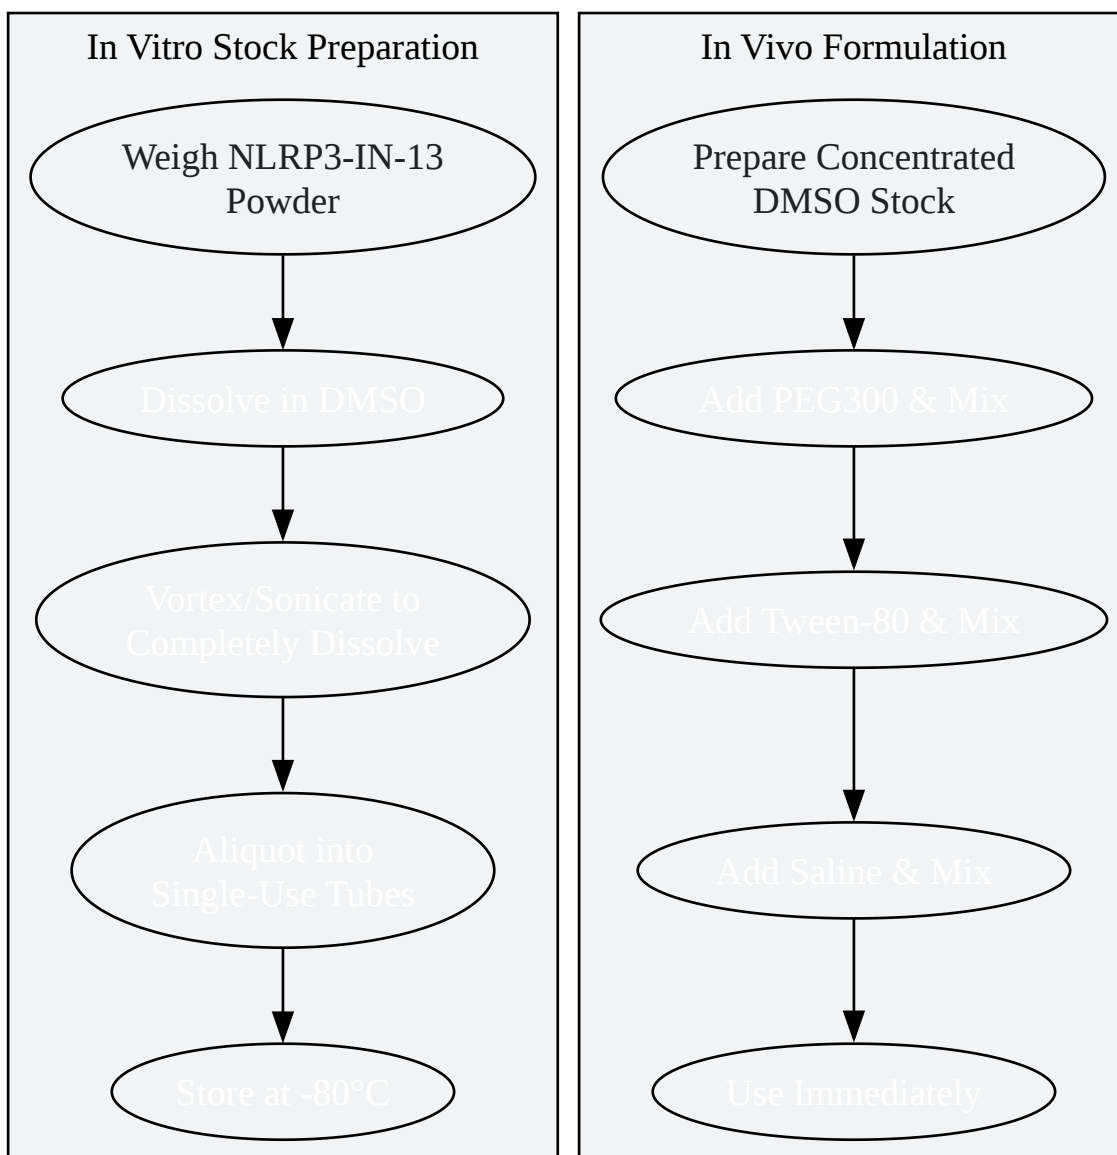 In Vitro Stock Preparation
Weigh NLRP3-IN-13
Powder
Dissolve in DMSO
Vortex/Sonicate to
Completely Dissolve
Aliquot into
Single-Use Tubes
Store at -80°C
In Vivo Formulation
Prepare Concentrated
DMSO Stock
Add PEG300 & Mix
Add Tween-80 & Mix
Add Saline & Mix
Use Immediately